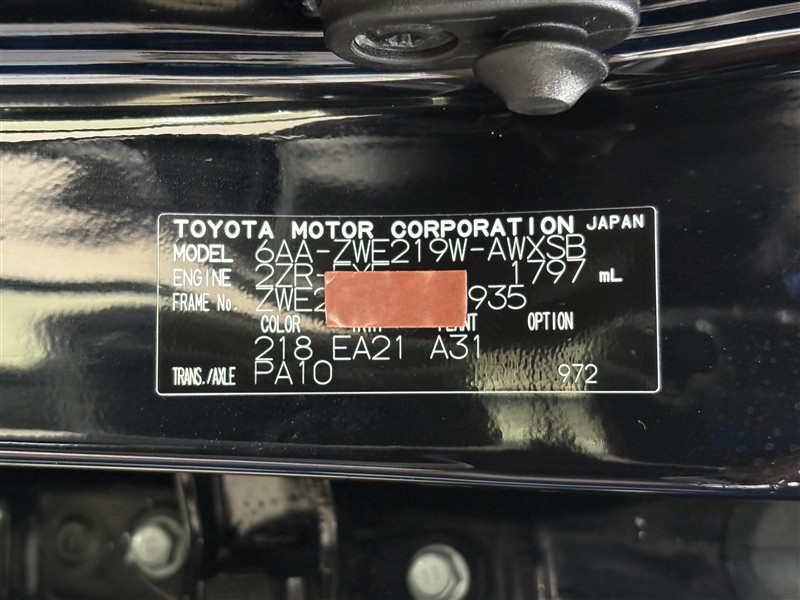 TOYOTA MOTOR CORPORATION JAPAN
MODEL 6AA-ZWE219W-AWXSB
ENGINE 2ZR- 1797 mL
FRAME No. ZWE2 935
COLOR OPTION
218 EA21 A31
TRANS./AXLE PA10 972